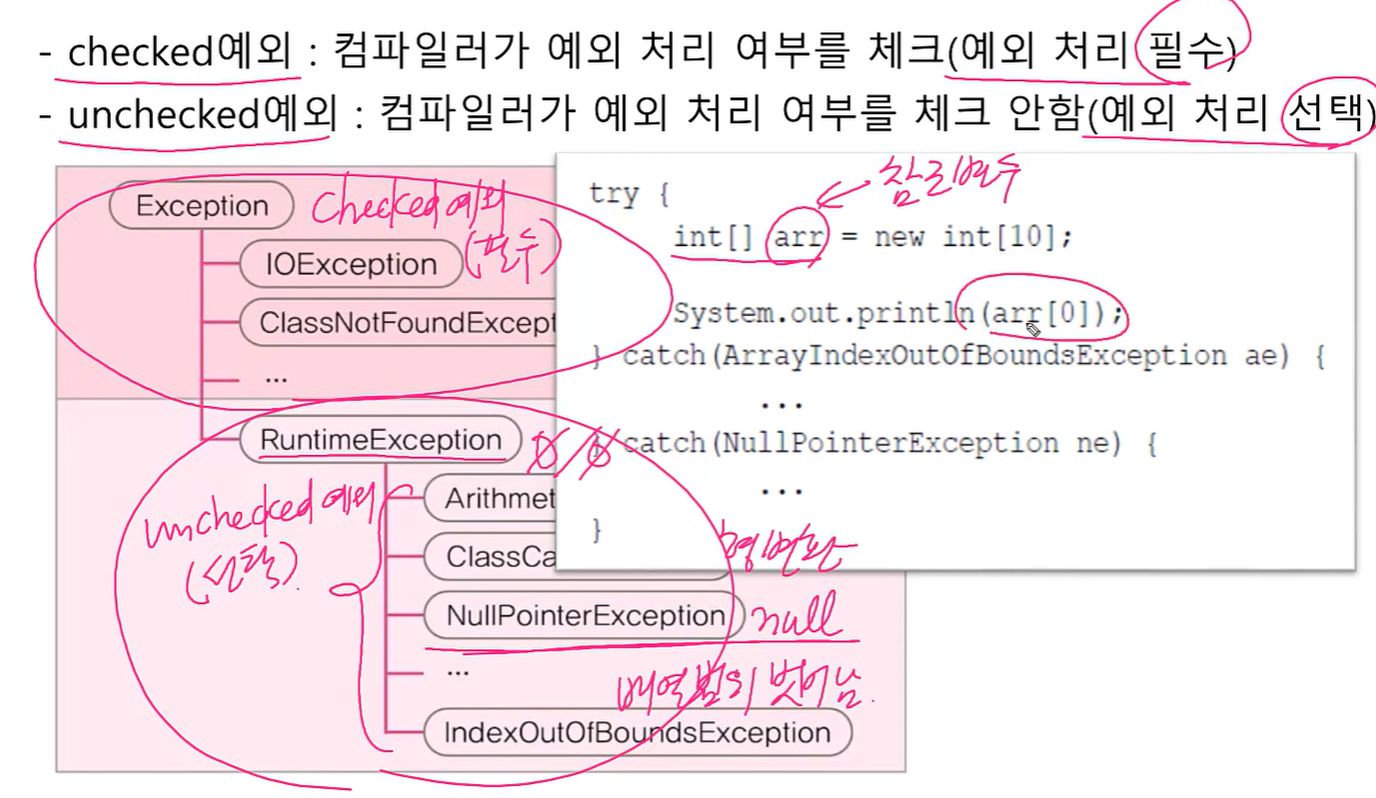 - checked예외 : 컴파일러가 예외 처리 여부를 체크(예외 처리 필수)
- unchecked예외 : 컴파일러가 예외 처리 여부를 체크 안함(예외 처리 선택)
Exception
checked예외
(필수)
IOException
ClassNotFoundExcept
...
RuntimeException
unchecked예외
(선택)
Arithmet
ClassCa
형변환
NullPointerException
null
...
배열범위 벗어남.
IndexOutOfBoundsException
참조변수
try {
int[] arr = new int[10];
System.out.println(arr[0]);
} catch(ArrayIndexOutOfBoundsException ae) {
...
} catch(NullPointerException ne) {
...
}